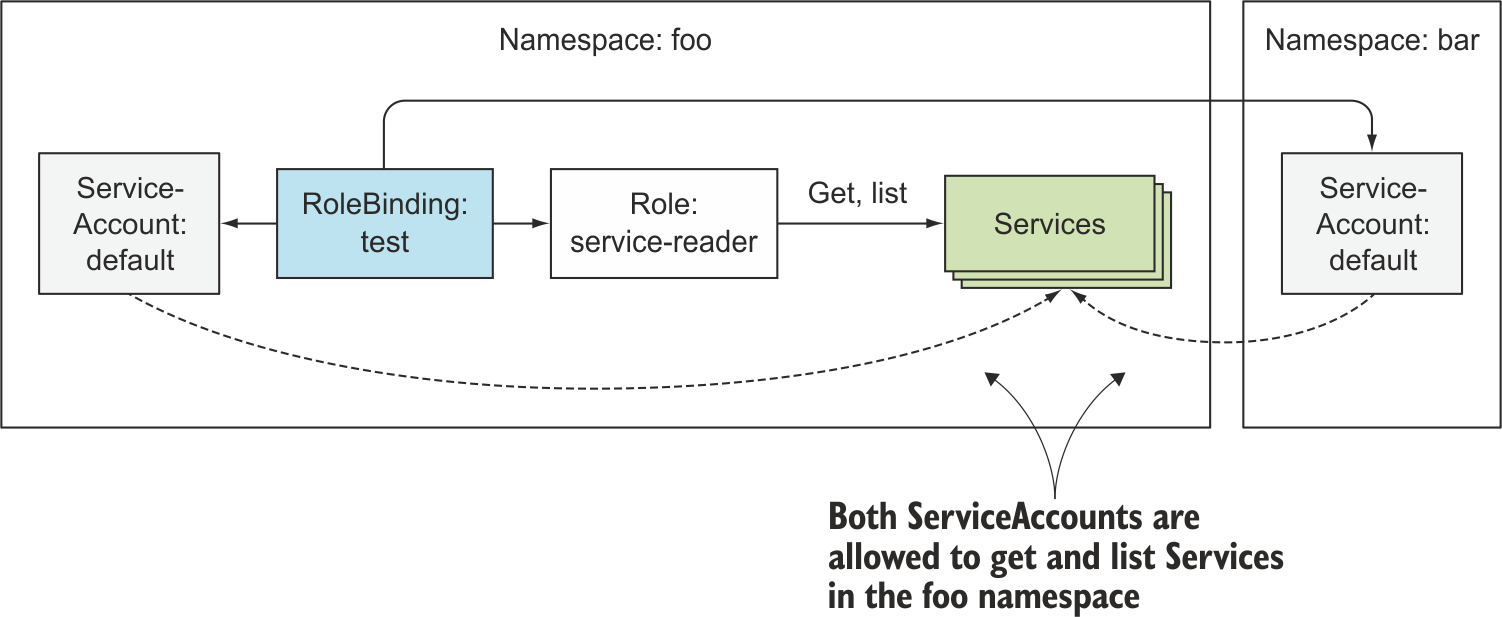 Namespace: foo
Namespace: bar
Service-
Account:
default
RoleBinding:
test
Role:
service-reader
Get, list
Services
Service-
Account:
default
Both ServiceAccounts are
allowed to get and list Services
in the foo namespace